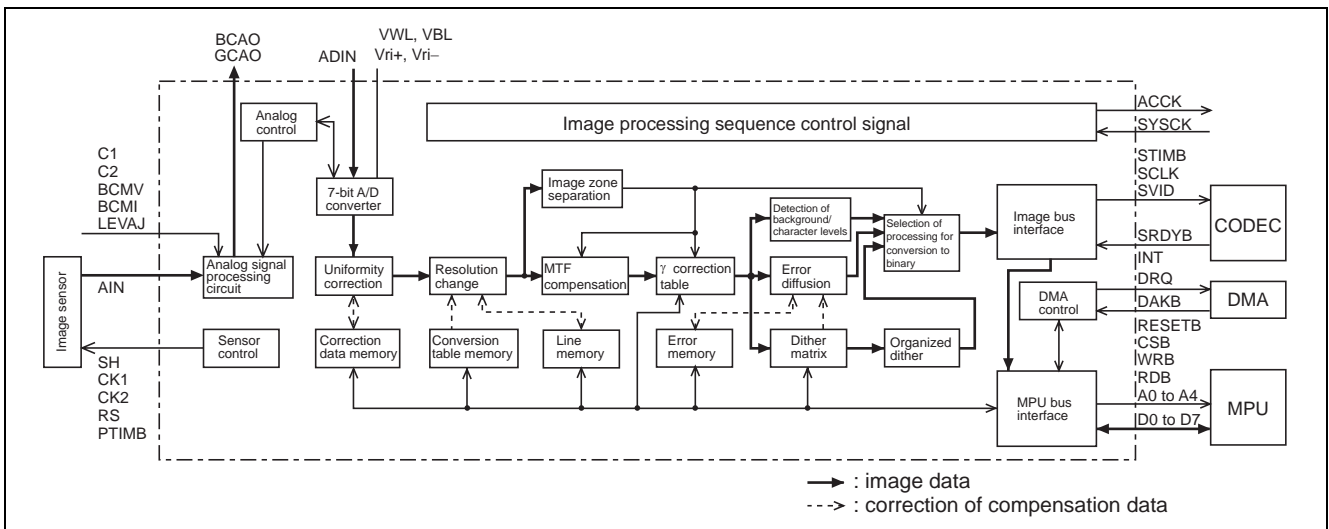 BCAO
GCAO
ADIN
VWL, VBL
Vri+, Vri−
Analog
control
Image processing sequence control signal
ACCK
SYSCK
C1
C2
BCMV
BCMI
LEVAJ
7-bit A/D
converter
Image zone
separation
Detection of
background/
character levels
Selection of
processing for
conversion to
binary
Image bus
interface
STIMB
SCLK
SVID
SRDYB
INT
CODEC
Image sensor
AIN
Analog signal
processing
circuit
Uniformity
correction
Resolution
change
MTF
compensation
γ correction
table
Error
diffusion
DMA
control
DRQ
DAKB
DMA
Sensor
control
Correction
data memory
Conversion
table memory
Line
memory
Error
memory
Dither
matrix
Organized
dither
SH
CK1
CK2
RS
PTIMB
MPU bus
interface
RESETB
CSB
WRB
RDB
A0 to A4
D0 to D7
MPU
: image data
: correction of compensation data